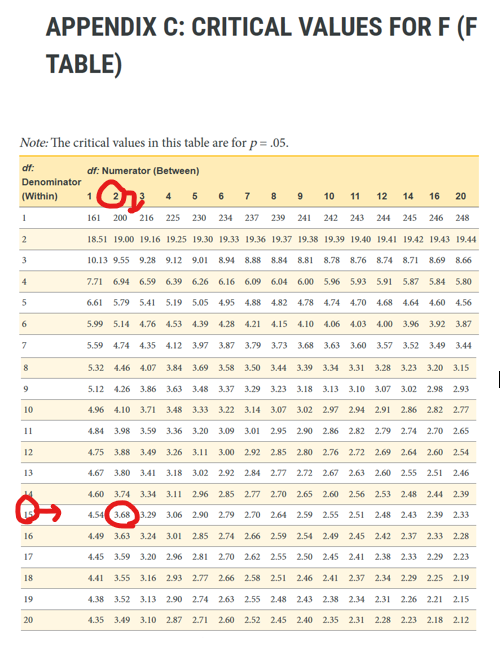 APPENDIX C: CRITICAL VALUES FOR F (F
TABLE)
Note: The critical values in this table are for p = .05.
df: Denominator (Within) df: Numerator (Between)
1 2 3 4 5 6 7 8 9 10 11 12 14 16 20
1 161 200 216 225 230 234 237 239 241 242 243 244 245 246 248
2 18.51 19.00 19.16 19.25 19.30 19.33 19.36 19.37 19.38 19.39 19.40 19.41 19.42 19.43 19.44
3 10.13 9.55 9.28 9.12 9.01 8.94 8.88 8.84 8.81 8.78 8.76 8.74 8.71 8.69 8.66
4 7.71 6.94 6.59 6.39 6.26 6.16 6.09 6.04 6.00 5.96 5.93 5.91 5.87 5.84 5.80
5 6.61 5.79 5.41 5.19 5.05 4.95 4.88 4.82 4.78 4.74 4.70 4.68 4.64 4.60 4.56
6 5.99 5.14 4.76 4.53 4.39 4.28 4.21 4.15 4.10 4.06 4.03 4.00 3.96 3.92 3.87
7 5.59 4.74 4.35 4.12 3.97 3.87 3.79 3.73 3.68 3.63 3.60 3.57 3.52 3.49 3.44
8 5.32 4.46 4.07 3.84 3.69 3.58 3.50 3.44 3.39 3.34 3.31 3.28 3.23 3.20 3.15
9 5.12 4.26 3.86 3.63 3.48 3.37 3.29 3.23 3.18 3.13 3.10 3.07 3.02 2.98 2.93
10 4.96 4.10 3.71 3.48 3.33 3.22 3.14 3.07 3.02 2.97 2.94 2.91 2.86 2.82 2.77
11 4.84 3.98 3.59 3.36 3.20 3.09 3.01 2.95 2.90 2.86 2.82 2.79 2.74 2.70 2.65
12 4.75 3.88 3.49 3.26 3.11 3.00 2.92 2.85 2.80 2.76 2.72 2.69 2.64 2.60 2.54
13 4.67 3.80 3.41 3.18 3.02 2.92 2.84 2.77 2.72 2.67 2.63 2.60 2.55 2.51 2.46
14 4.60 3.74 3.34 3.11 2.96 2.85 2.77 2.70 2.65 2.60 2.56 2.53 2.48 2.44 2.39
15 4.54 3.68 3.29 3.06 2.90 2.79 2.70 2.64 2.59 2.55 2.51 2.48 2.43 2.39 2.33
16 4.49 3.63 3.24 3.01 2.85 2.74 2.66 2.59 2.54 2.49 2.45 2.42 2.37 2.33 2.28
17 4.45 3.59 3.20 2.96 2.81 2.70 2.62 2.55 2.50 2.45 2.41 2.38 2.33 2.29 2.23
18 4.41 3.55 3.16 2.93 2.77 2.66 2.58 2.51 2.46 2.41 2.37 2.34 2.29 2.25 2.19
19 4.38 3.52 3.13 2.90 2.74 2.63 2.55 2.48 2.43 2.38 2.34 2.31 2.26 2.21 2.15
20 4.35 3.49 3.10 2.87 2.71 2.60 2.52 2.45 2.40 2.35 2.31 2.28 2.23 2.18 2.12